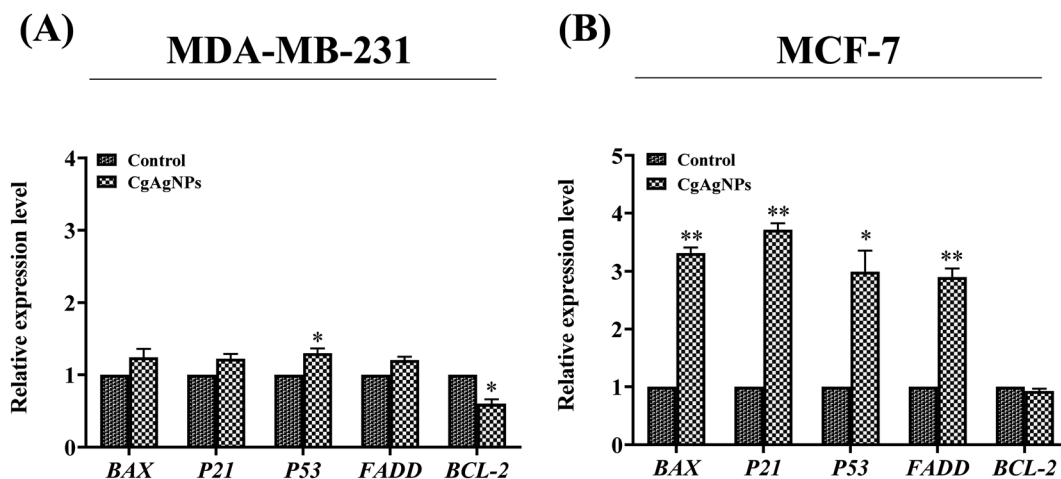 (A)
MDA-MB-231
Relative expression level
4
3
2
1
0
Control
CgAgNPs
*
*
BAX P21 P53 FADD BCL-2
(B)
MCF-7
Relative expression level
5
4
3
2
1
0
Control
CgAgNPs
**
**
*
**
BAX P21 P53 FADD BCL-2